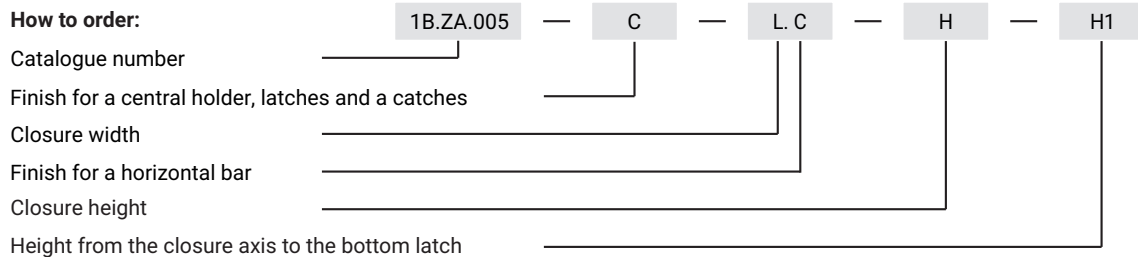 How to order: 1B.ZA.005 — C — L. C — H — H1
Catalogue number
Finish for a central holder, latches and a catches
Closure width
Finish for a horizontal bar
Closure height
Height from the closure axis to the bottom latch